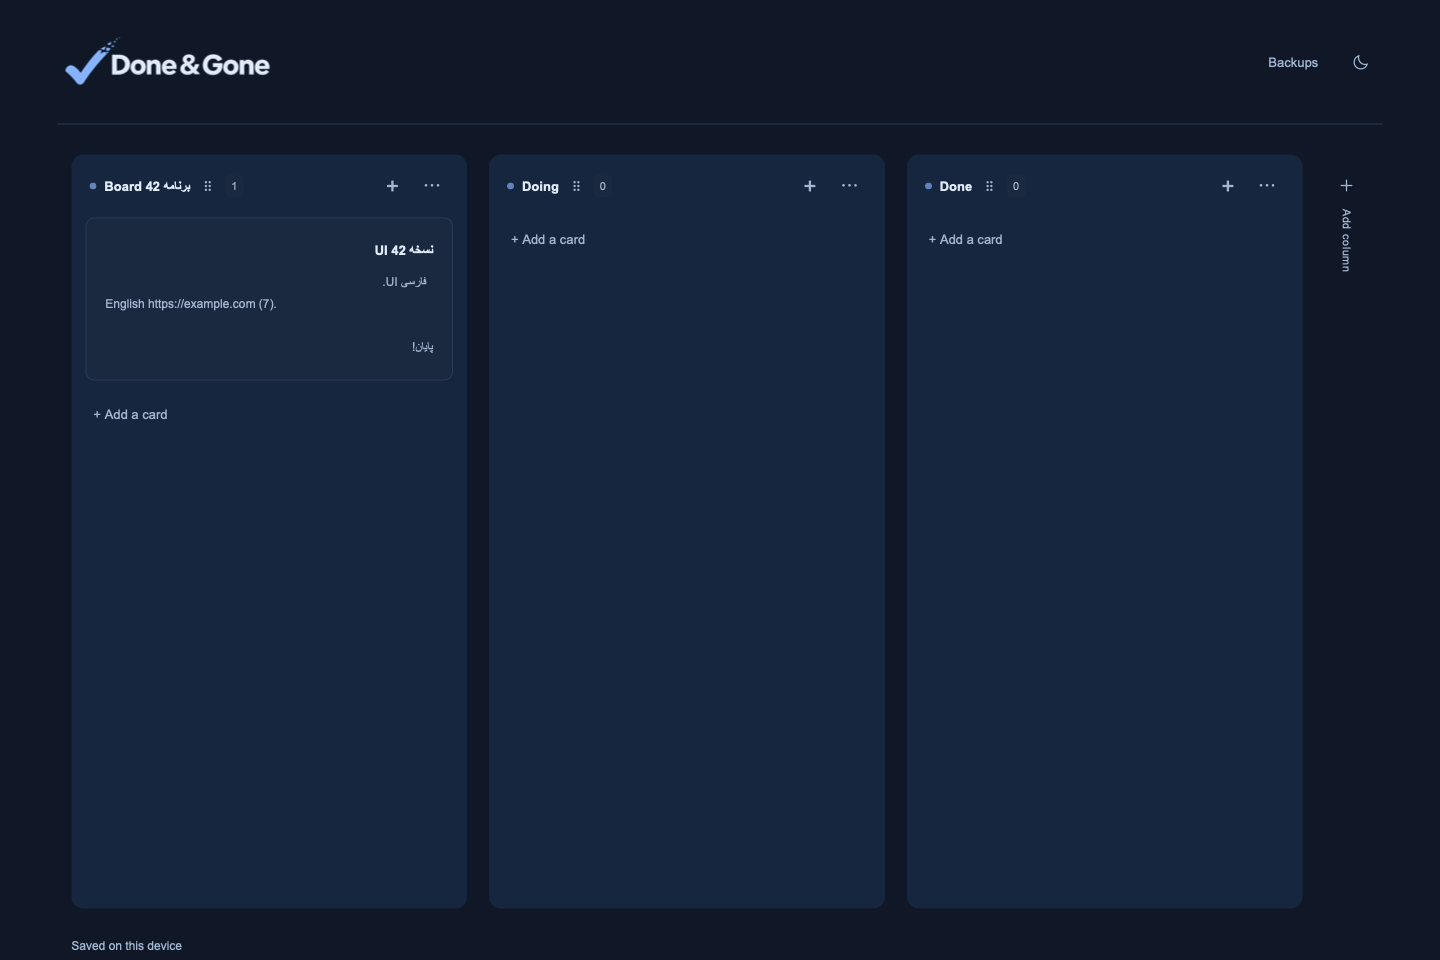 Done & Gone
Backups
Board 42 برنامه
1
نسخه UI 42
فارسی UI.
English https://example.com (7).
پایان!
+ Add a card
Doing
0
+ Add a card
Done
0
+ Add a card
Add column
Saved on this device